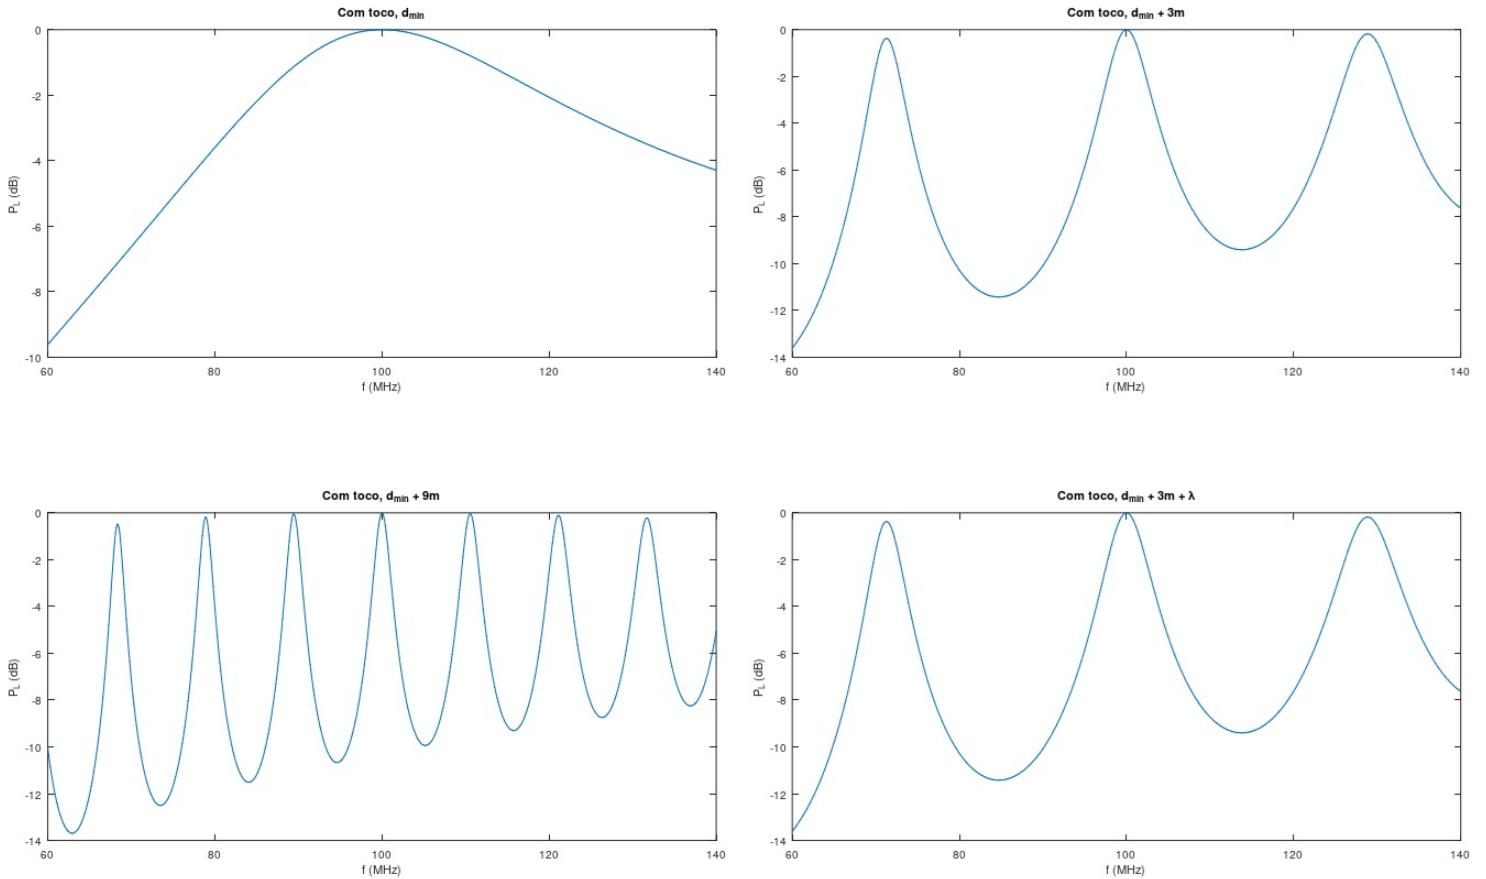 Com toco, dmin
0
-2
-4
-6
-8
-10
PL (dB)
60 80 100 120 140
f (MHz)
Com toco, dmin + 3m
0
-2
-4
-6
-8
-10
-12
-14
PL (dB)
60 80 100 120 140
f (MHz)
Com toco, dmin + 9m
0
-2
-4
-6
-8
-10
-12
-14
PL (dB)
60 80 100 120 140
f (MHz)
Com toco, dmin + 3m + λ
0
-2
-4
-6
-8
-10
-12
-14
PL (dB)
60 80 100 120 140
f (MHz)